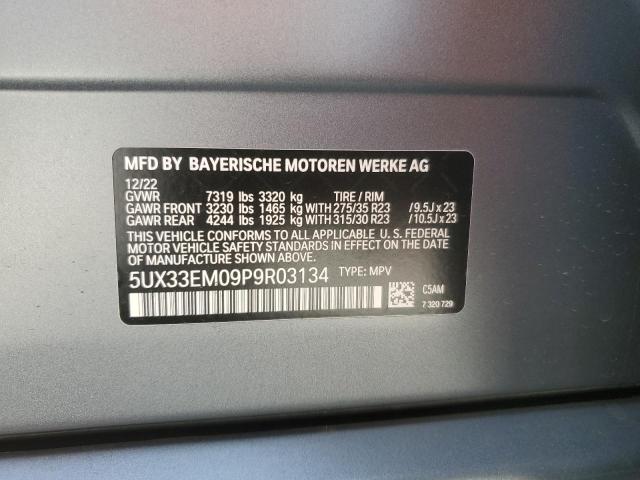 MFD BY BAYERISCHE MOTOREN WERKE AG
12/22
GVWR 7319 lbs 3320 kg TIRE / RIM
GAWR FRONT 3230 lbs 1465 kg WITH 275/35 R23 /9.5J x 23
GAWR REAR 4244 lbs 1925 kg WITH 315/30 R23 /10.5J x 23
THIS VEHICLE CONFORMS TO ALL APPLICABLE U.S. FEDERAL
MOTOR VEHICLE SAFETY STANDARDS IN EFFECT ON THE DATE
OF MANUFACTURE SHOWN ABOVE.
5UX33EM09P9R03134 TYPE: MPV
C5AM
7 320 729